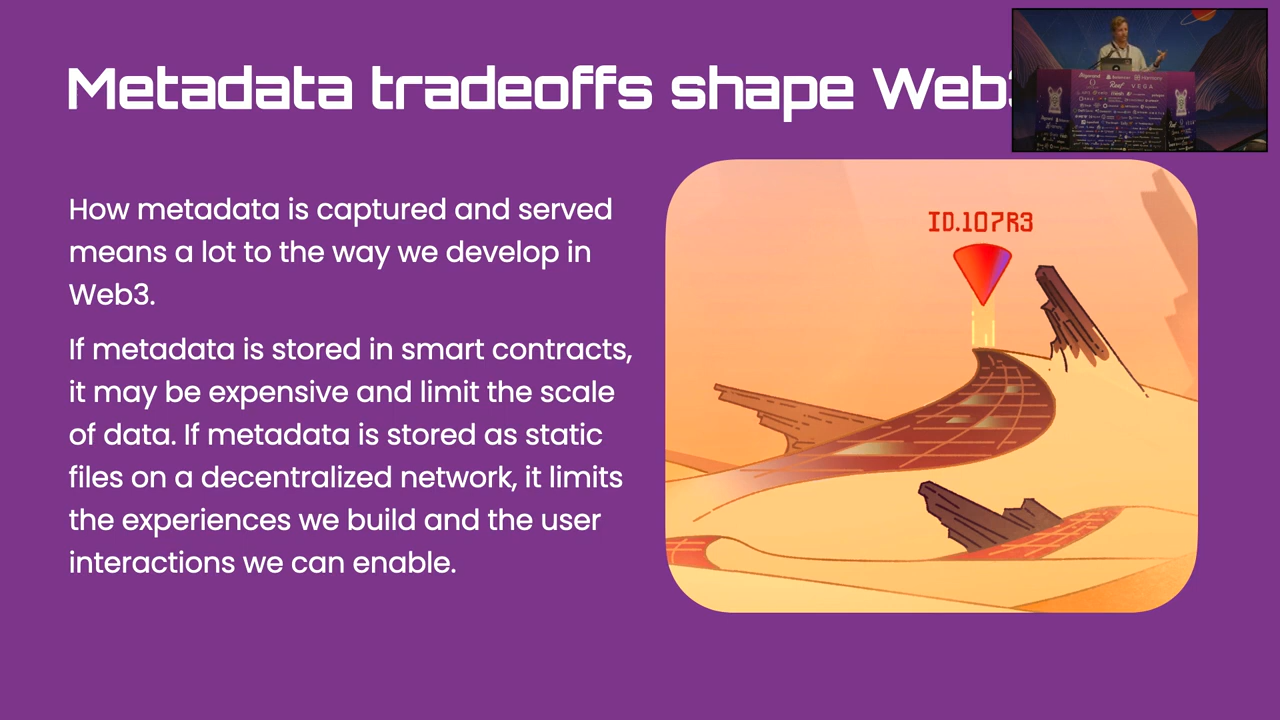 Metadata tradeoffs shape Web3
How metadata is captured and served
means a lot to the way we develop in
Web3.
If metadata is stored in smart contracts,
it may be expensive and limit the scale
of data. If metadata is stored as static
files on a decentralized network, it limits
the experiences we build and the user
interactions we can enable.
ID.107R3
Harmony
VEGA